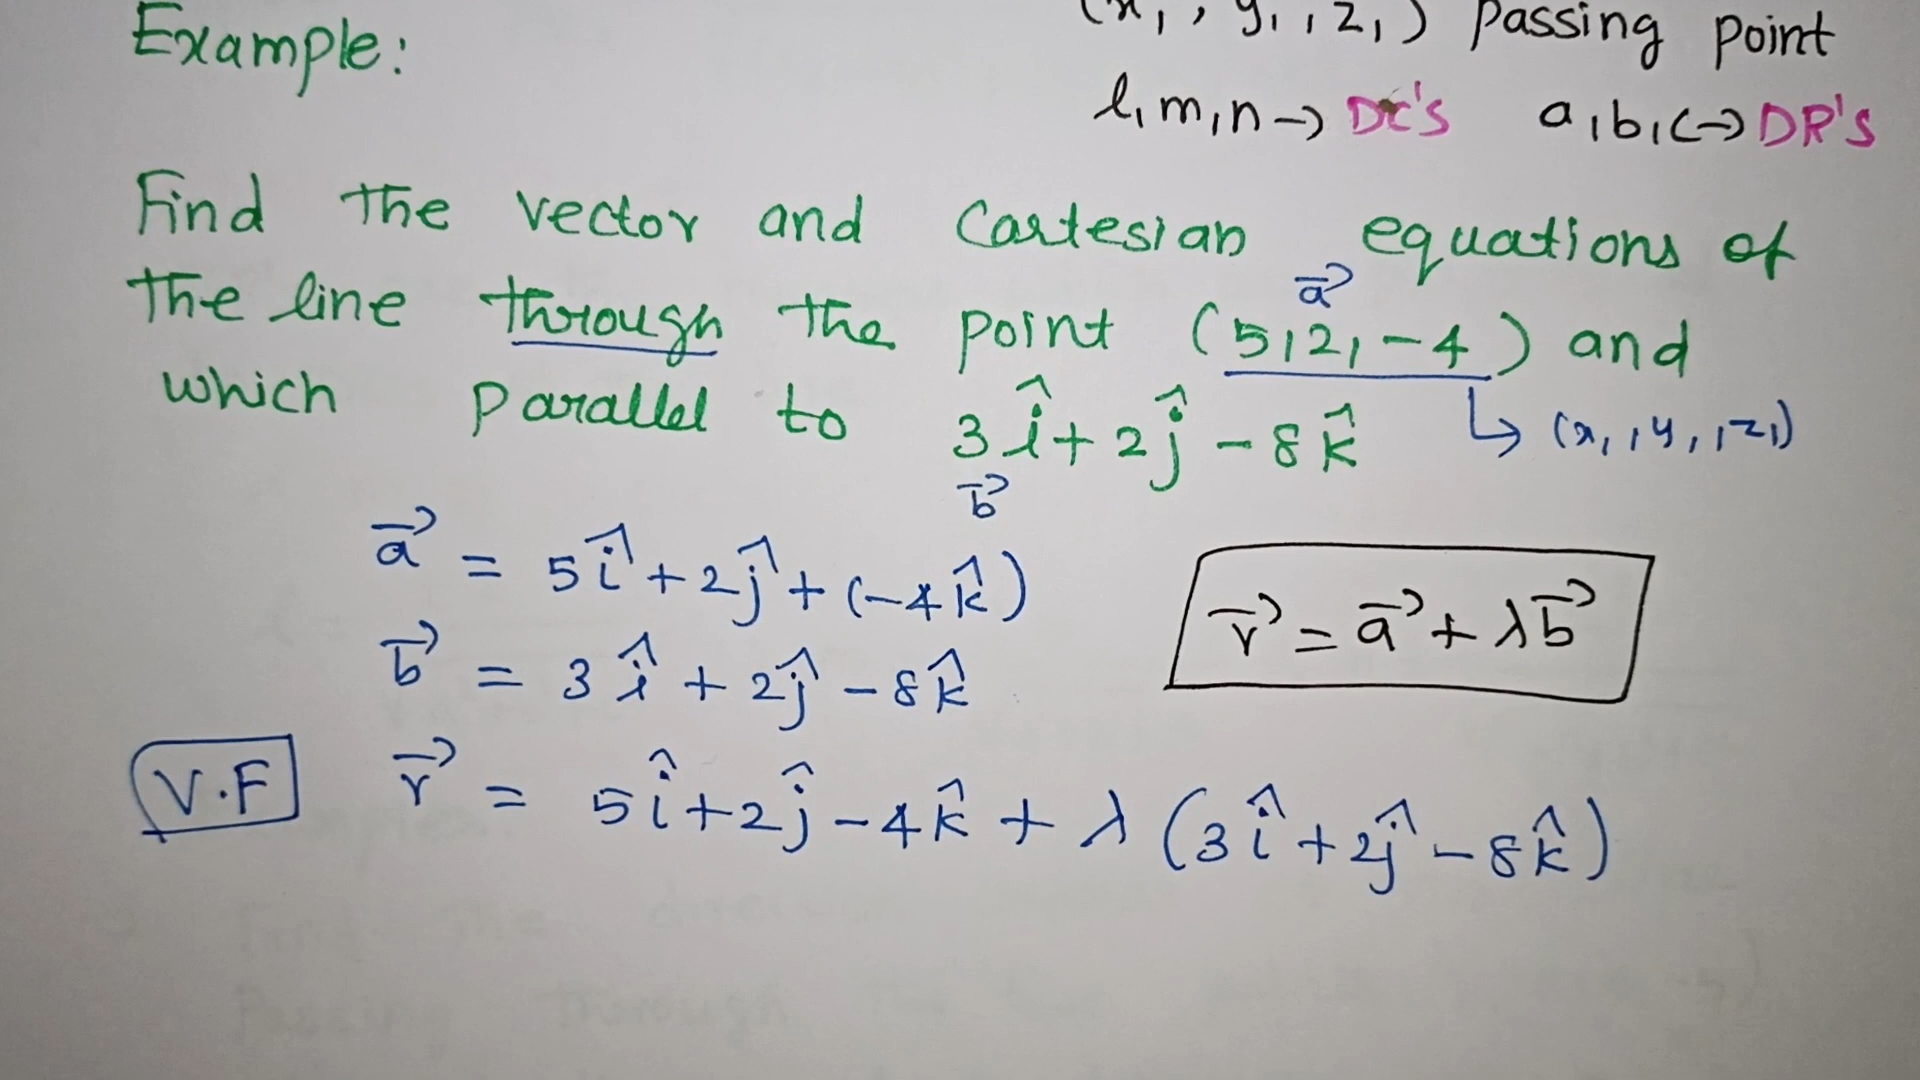 Example:
(x₁, y₁, z₁) passing point
l, m, n → DC's a, b, c → DR's
Find the vector and Cartesian equations of
a⃗
the line through the point (5, 2, -4) and
which parallel to 3î + 2ĵ - 8k̂ ↳ (x₁, y₁, z₁)
b⃗
a⃗ = 5î + 2ĵ + (-4k̂)
b⃗ = 3î + 2ĵ - 8k̂
r⃗ = a⃗ + λb⃗
V.F r⃗ = 5î + 2ĵ - 4k̂ + λ (3î + 2ĵ - 8k̂)